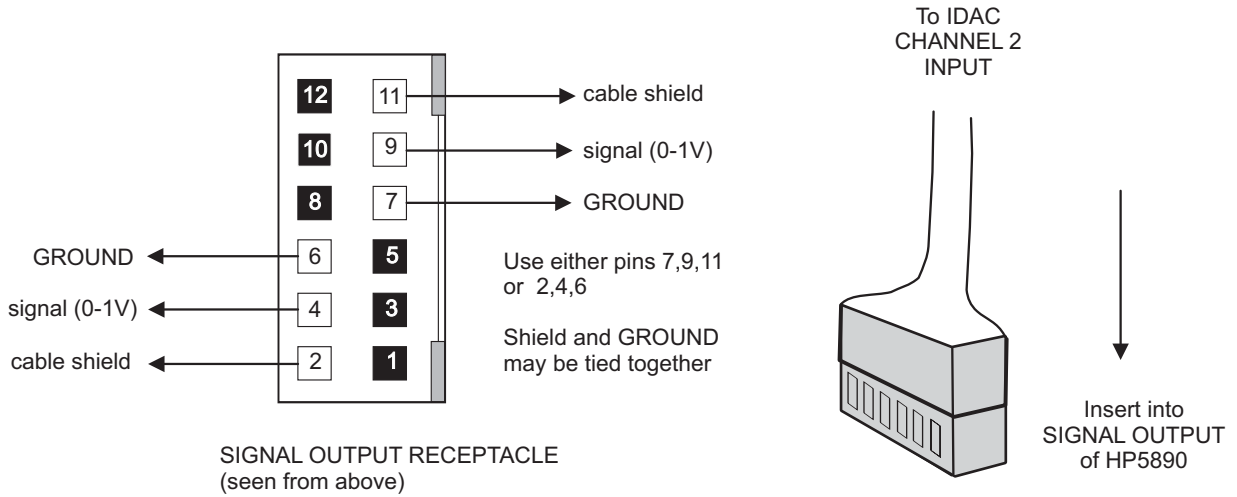 To IDAC
CHANNEL 2
INPUT
12 11 cable shield
10 9 signal (0-1V)
8 7 GROUND
GROUND 6 5
signal (0-1V) 4 3
cable shield 2 1
Use either pins 7,9,11
or 2,4,6
Shield and GROUND
may be tied together
Insert into
SIGNAL OUTPUT
of HP5890
SIGNAL OUTPUT RECEPTACLE
(seen from above)